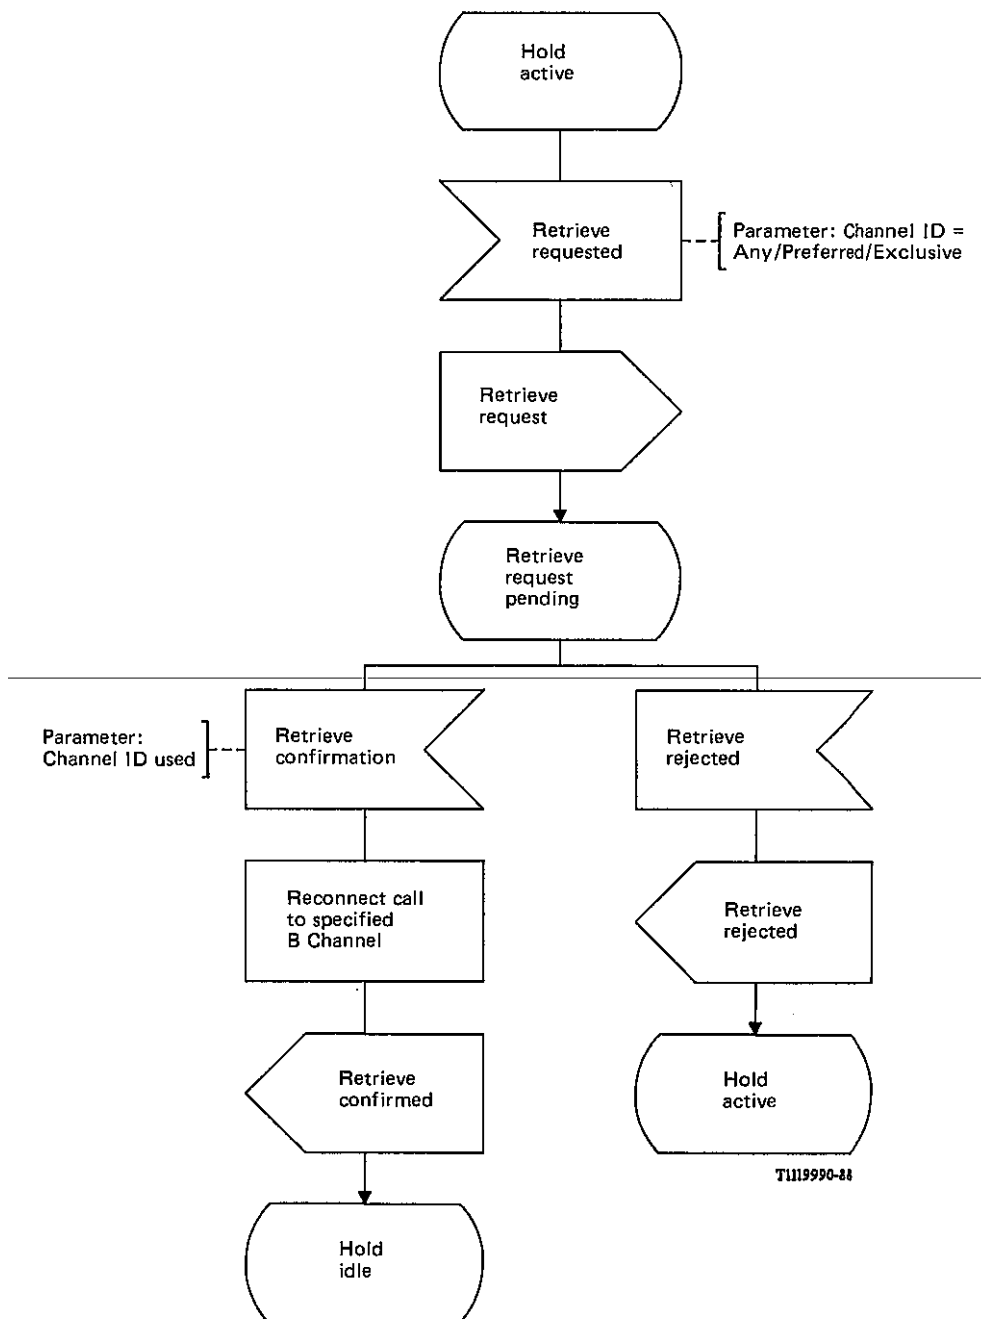 Hold
active
Retrieve
requested
Parameter: Channel ID =
Any/Preferred/Exclusive
Retrieve
request
Retrieve
request
pending
Parameter:
Channel ID used
Retrieve
confirmation
Retrieve
rejected
Reconnect call
to specified
B Channel
Retrieve
rejected
Retrieve
confirmed
Hold
active
T1119990-88
Hold
idle